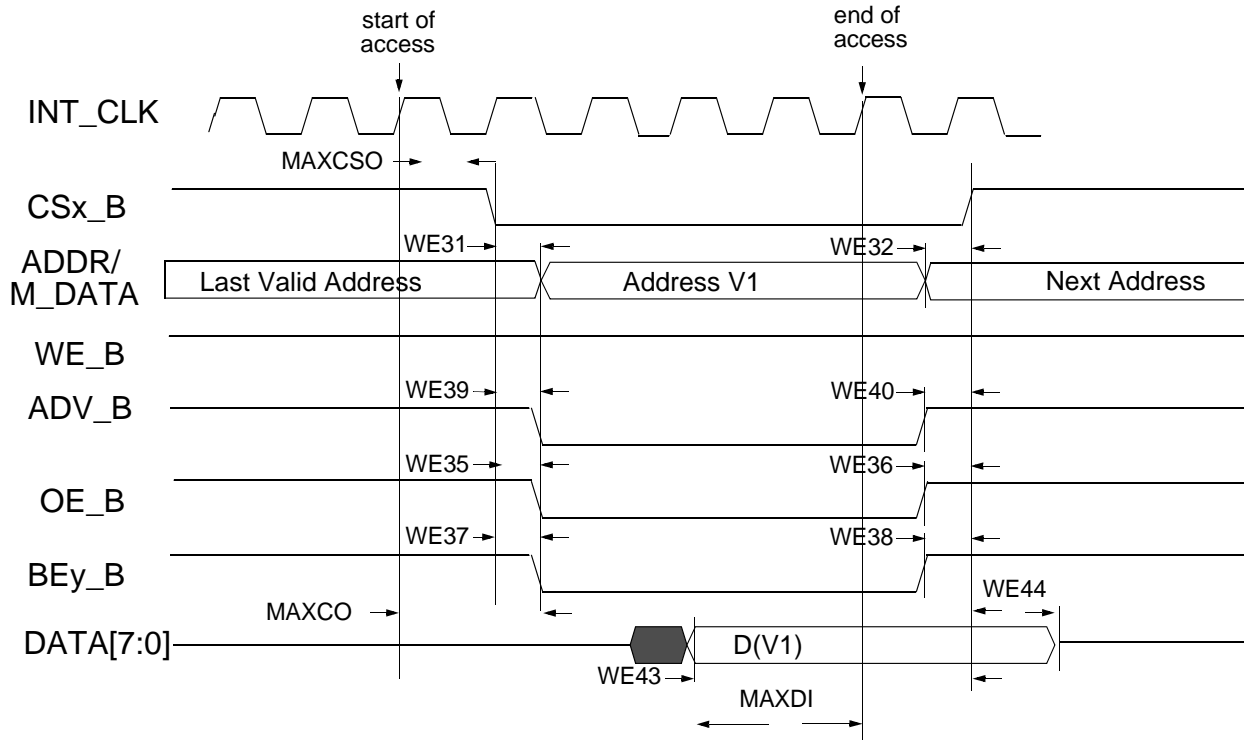 start of
access
end of
access
INT_CLK
MAXCSO
CSx_B
WE31
WE32
ADDR/
M_DATA
Last Valid Address
Address V1
Next Address
WE_B
WE39
WE40
ADV_B
WE35
WE36
OE_B
WE37
WE38
BEy_B
WE44
MAXCO
DATA[7:0]
D(V1)
WE43
MAXDI